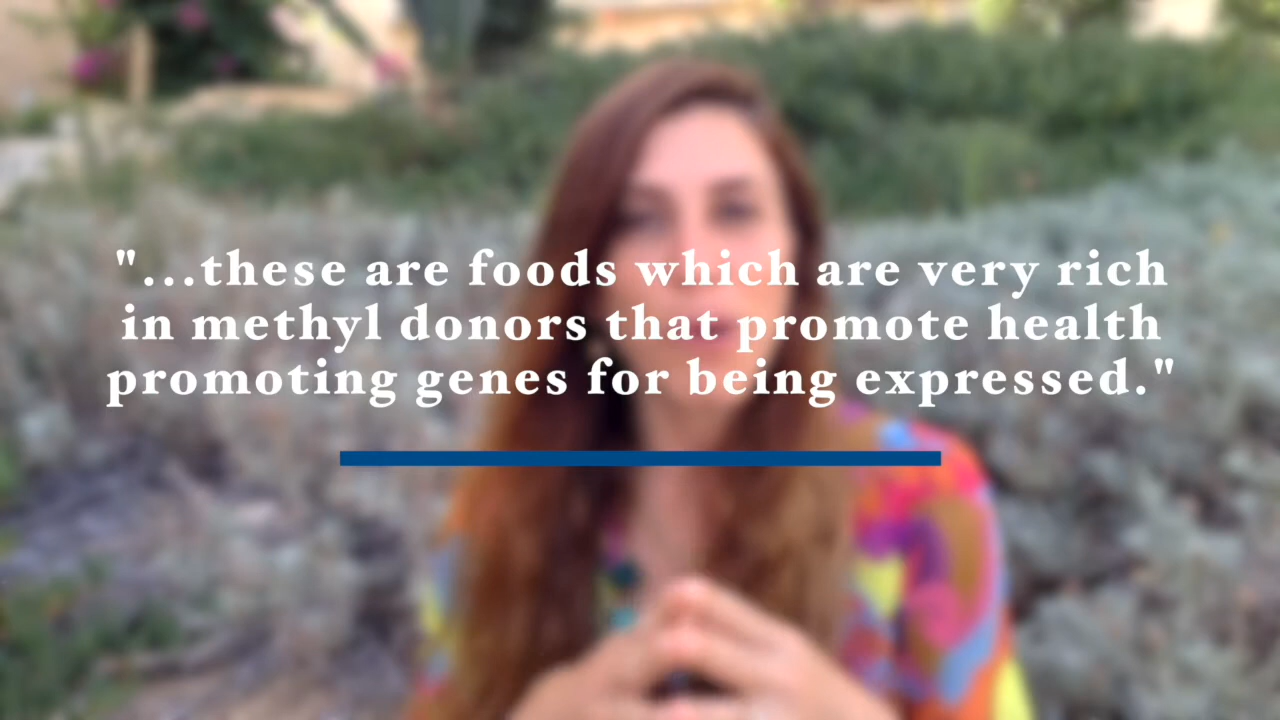 "...these are foods which are very rich
in methyl donors that promote health
promoting genes for being expressed."